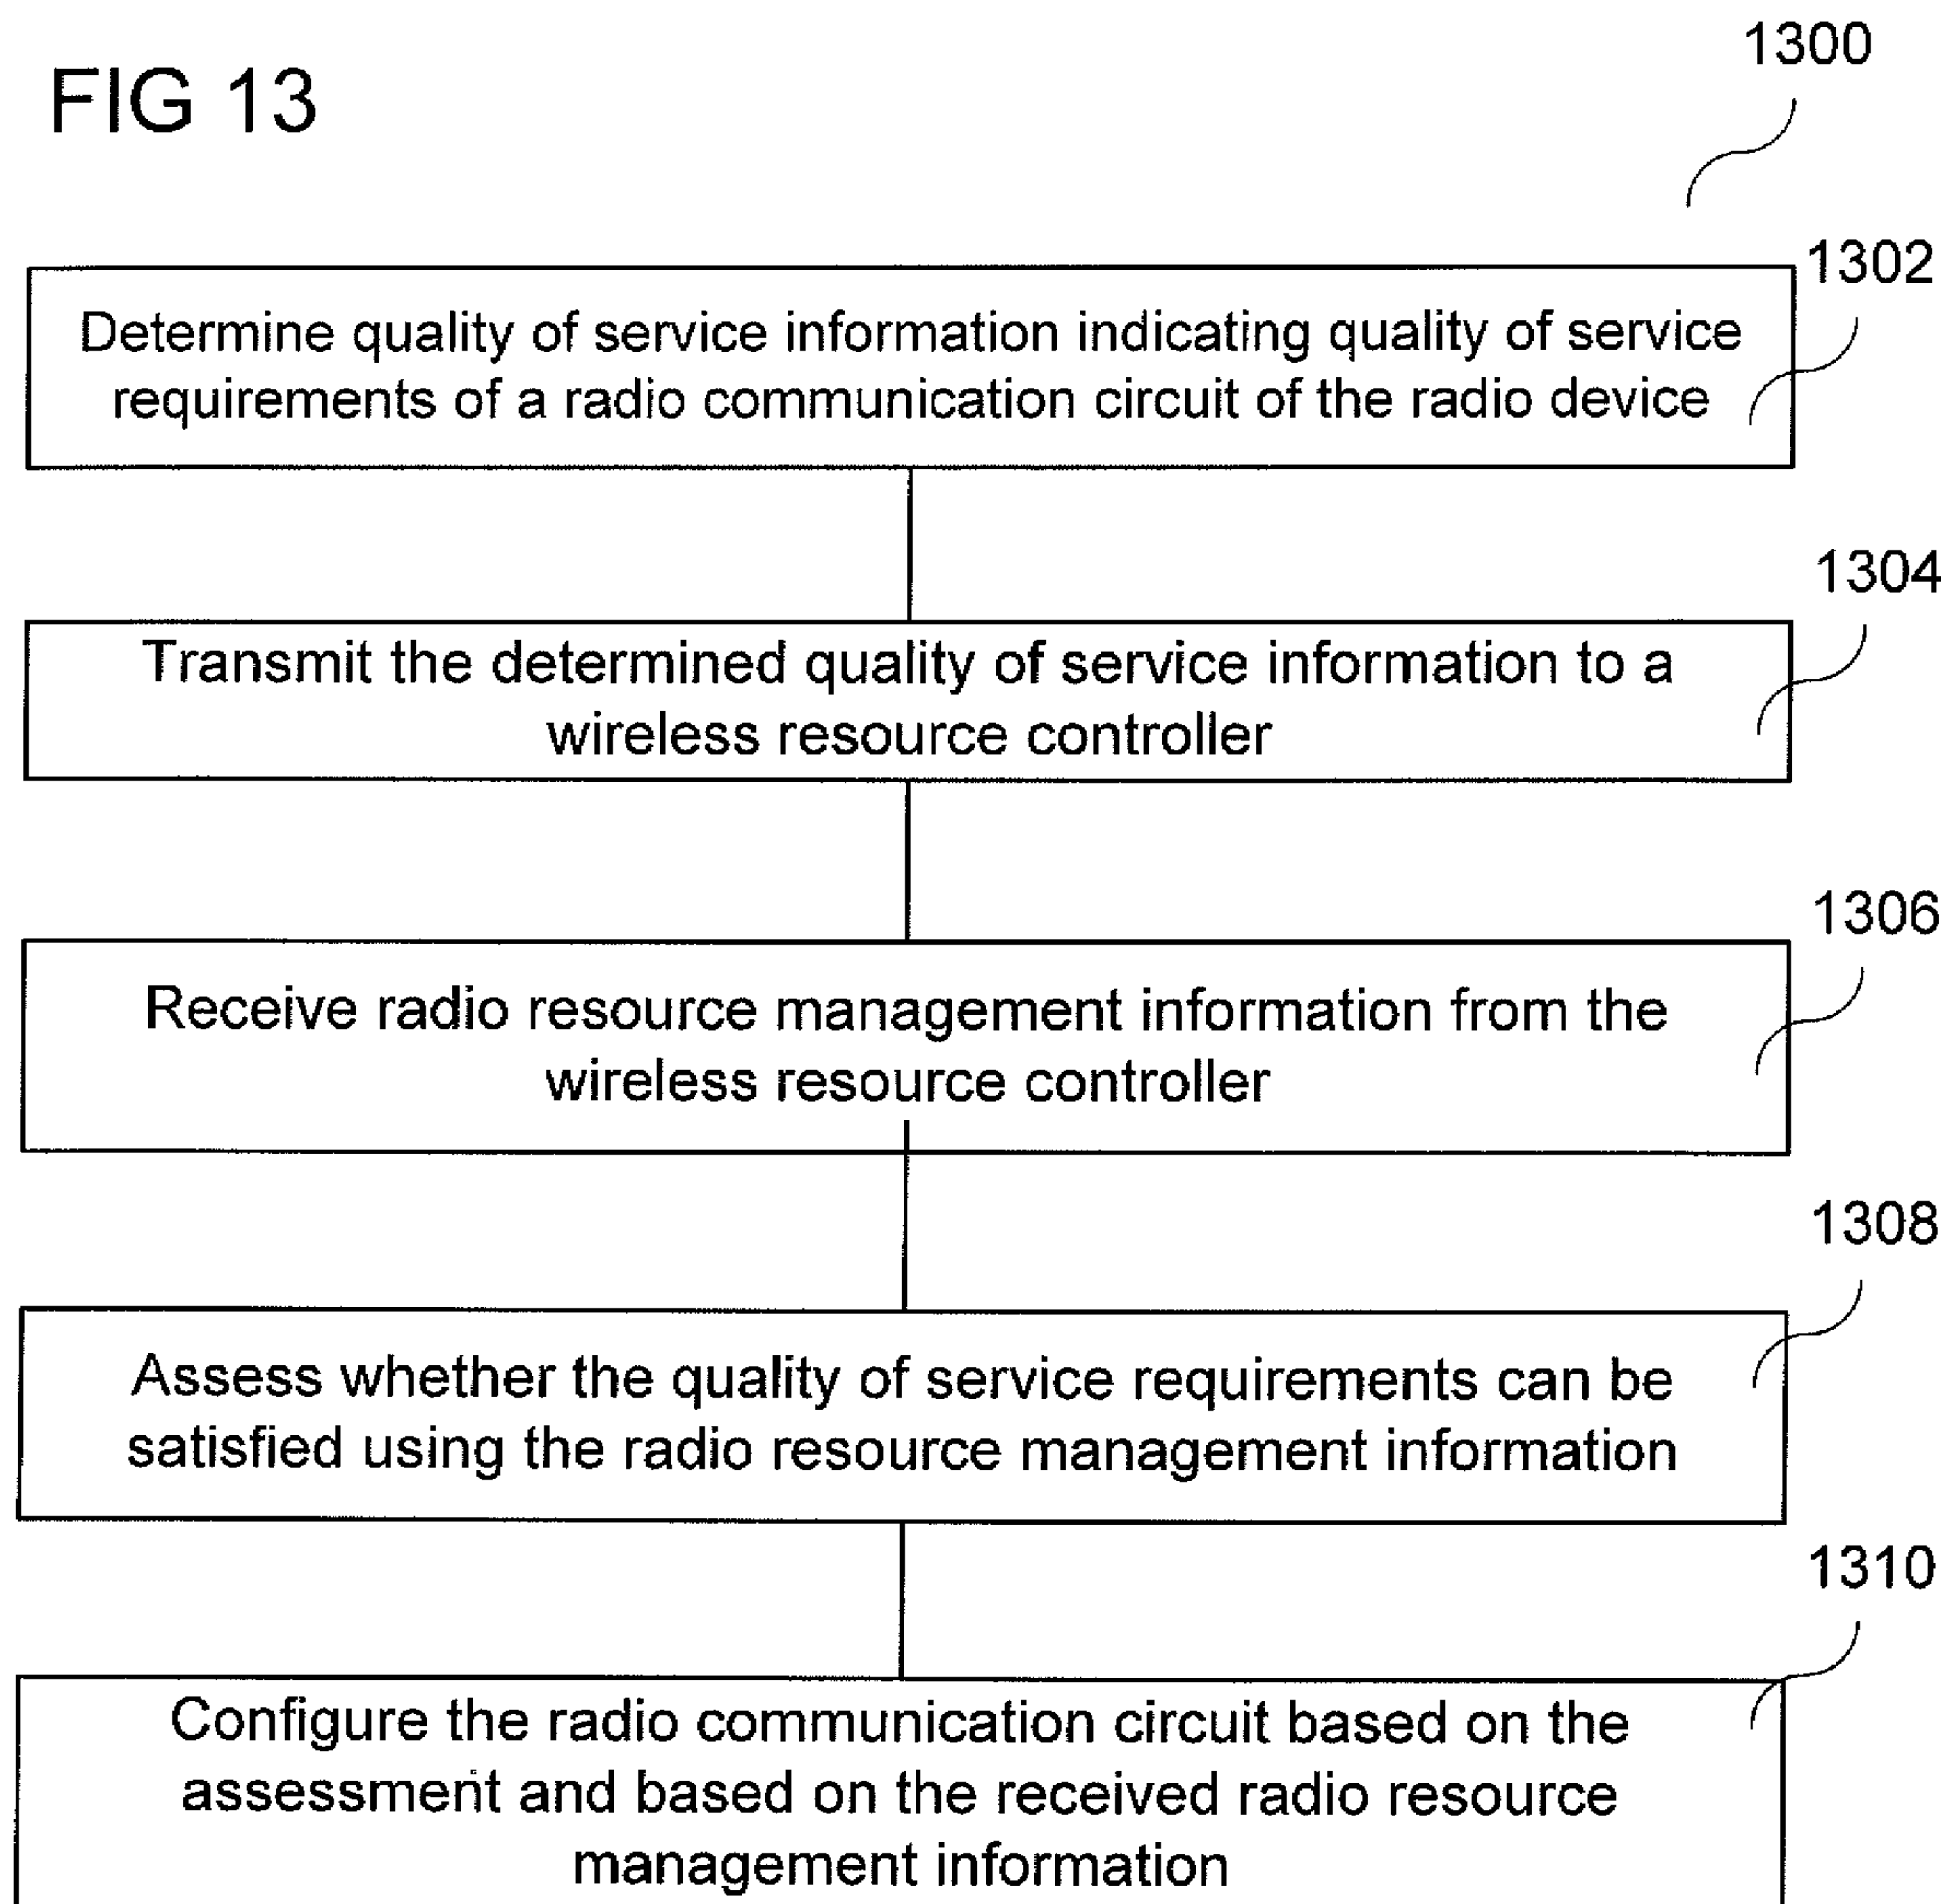 FIG 13
1300
1302
Determine quality of service information indicating quality of service
requirements of a radio communication circuit of the radio device
1304
Transmit the determined quality of service information to a
wireless resource controller
1306
Receive radio resource management information from the
wireless resource controller
1308
Assess whether the quality of service requirements can be
satisfied using the radio resource management information
1310
Configure the radio communication circuit based on the
assessment and based on the received radio resource
management information